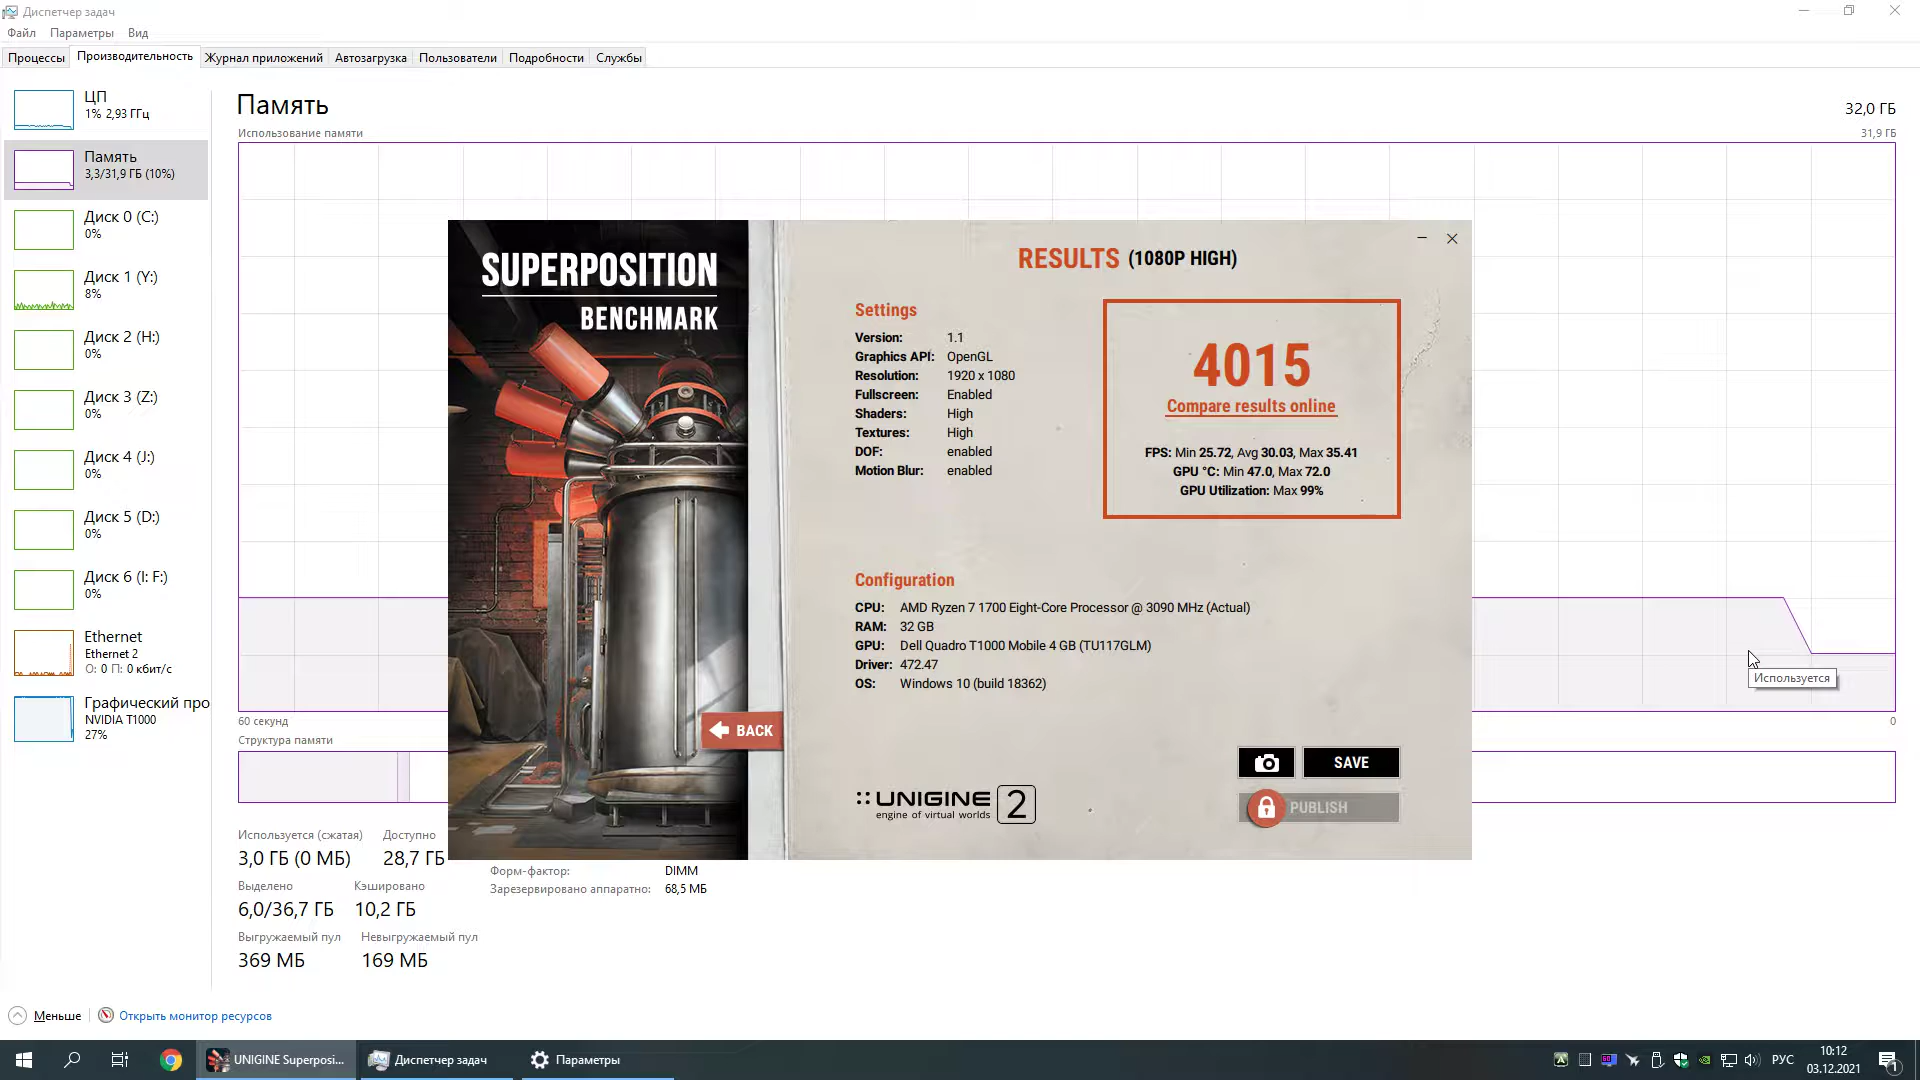 Диспетчер задач
Файл Параметры Вид
Процессы Производительность Журнал приложений Автозагрузка Пользователи Подробности Службы
ЦП
1% 2,93 ГГц
Память
3,3/31,9 ГБ (10%)
Диск 0 (C:)
0%
Диск 1 (Y:)
8%
Диск 2 (H:)
0%
Диск 3 (Z:)
0%
Диск 4 (J:)
0%
Диск 5 (D:)
0%
Диск 6 (I: F:)
0%
Ethernet
Ethernet 2
О: 0 П: 0 кбит/с
Графический про
NVIDIA T1000
27%
Память
32,0 ГБ
Использование памяти
31,9 ГБ
SUPERPOSITION
BENCHMARK
RESULTS (1080P HIGH)
Settings
Version: 1.1
Graphics API: OpenGL
Resolution: 1920 x 1080
Fullscreen: Enabled
Shaders: High
Textures: High
DOF: enabled
Motion Blur: enabled
4015
Compare results online
FPS: Min 25.72, Avg 30.03, Max 35.41
GPU °C: Min 47.0, Max 72.0
GPU Utilization: Max 99%
Configuration
CPU: AMD Ryzen 7 1700 Eight-Core Processor @ 3090 MHz (Actual)
RAM: 32 GB
GPU: Dell Quadro T1000 Mobile 4 GB (TU117GLM)
Driver: 472.47
OS: Windows 10 (build 18362)
BACK
SAVE
PUBLISH
UNIGINE 2
engine of virtual worlds
Используется
60 секунд
0
Структура памяти
Используется (сжатая) Доступно
3,0 ГБ (0 МБ) 28,7 ГБ
Выделено Кэшировано
6,0/36,7 ГБ 10,2 ГБ
Выгружаемый пул Невыгружаемый пул
369 МБ 169 МБ
Форм-фактор: DIMM
Зарезервировано аппаратно: 68,5 МБ
Меньше Открыть монитор ресурсов
UNIGINE Superposi... Диспетчер задач Параметры
РУС
10:12
03.12.2021
1